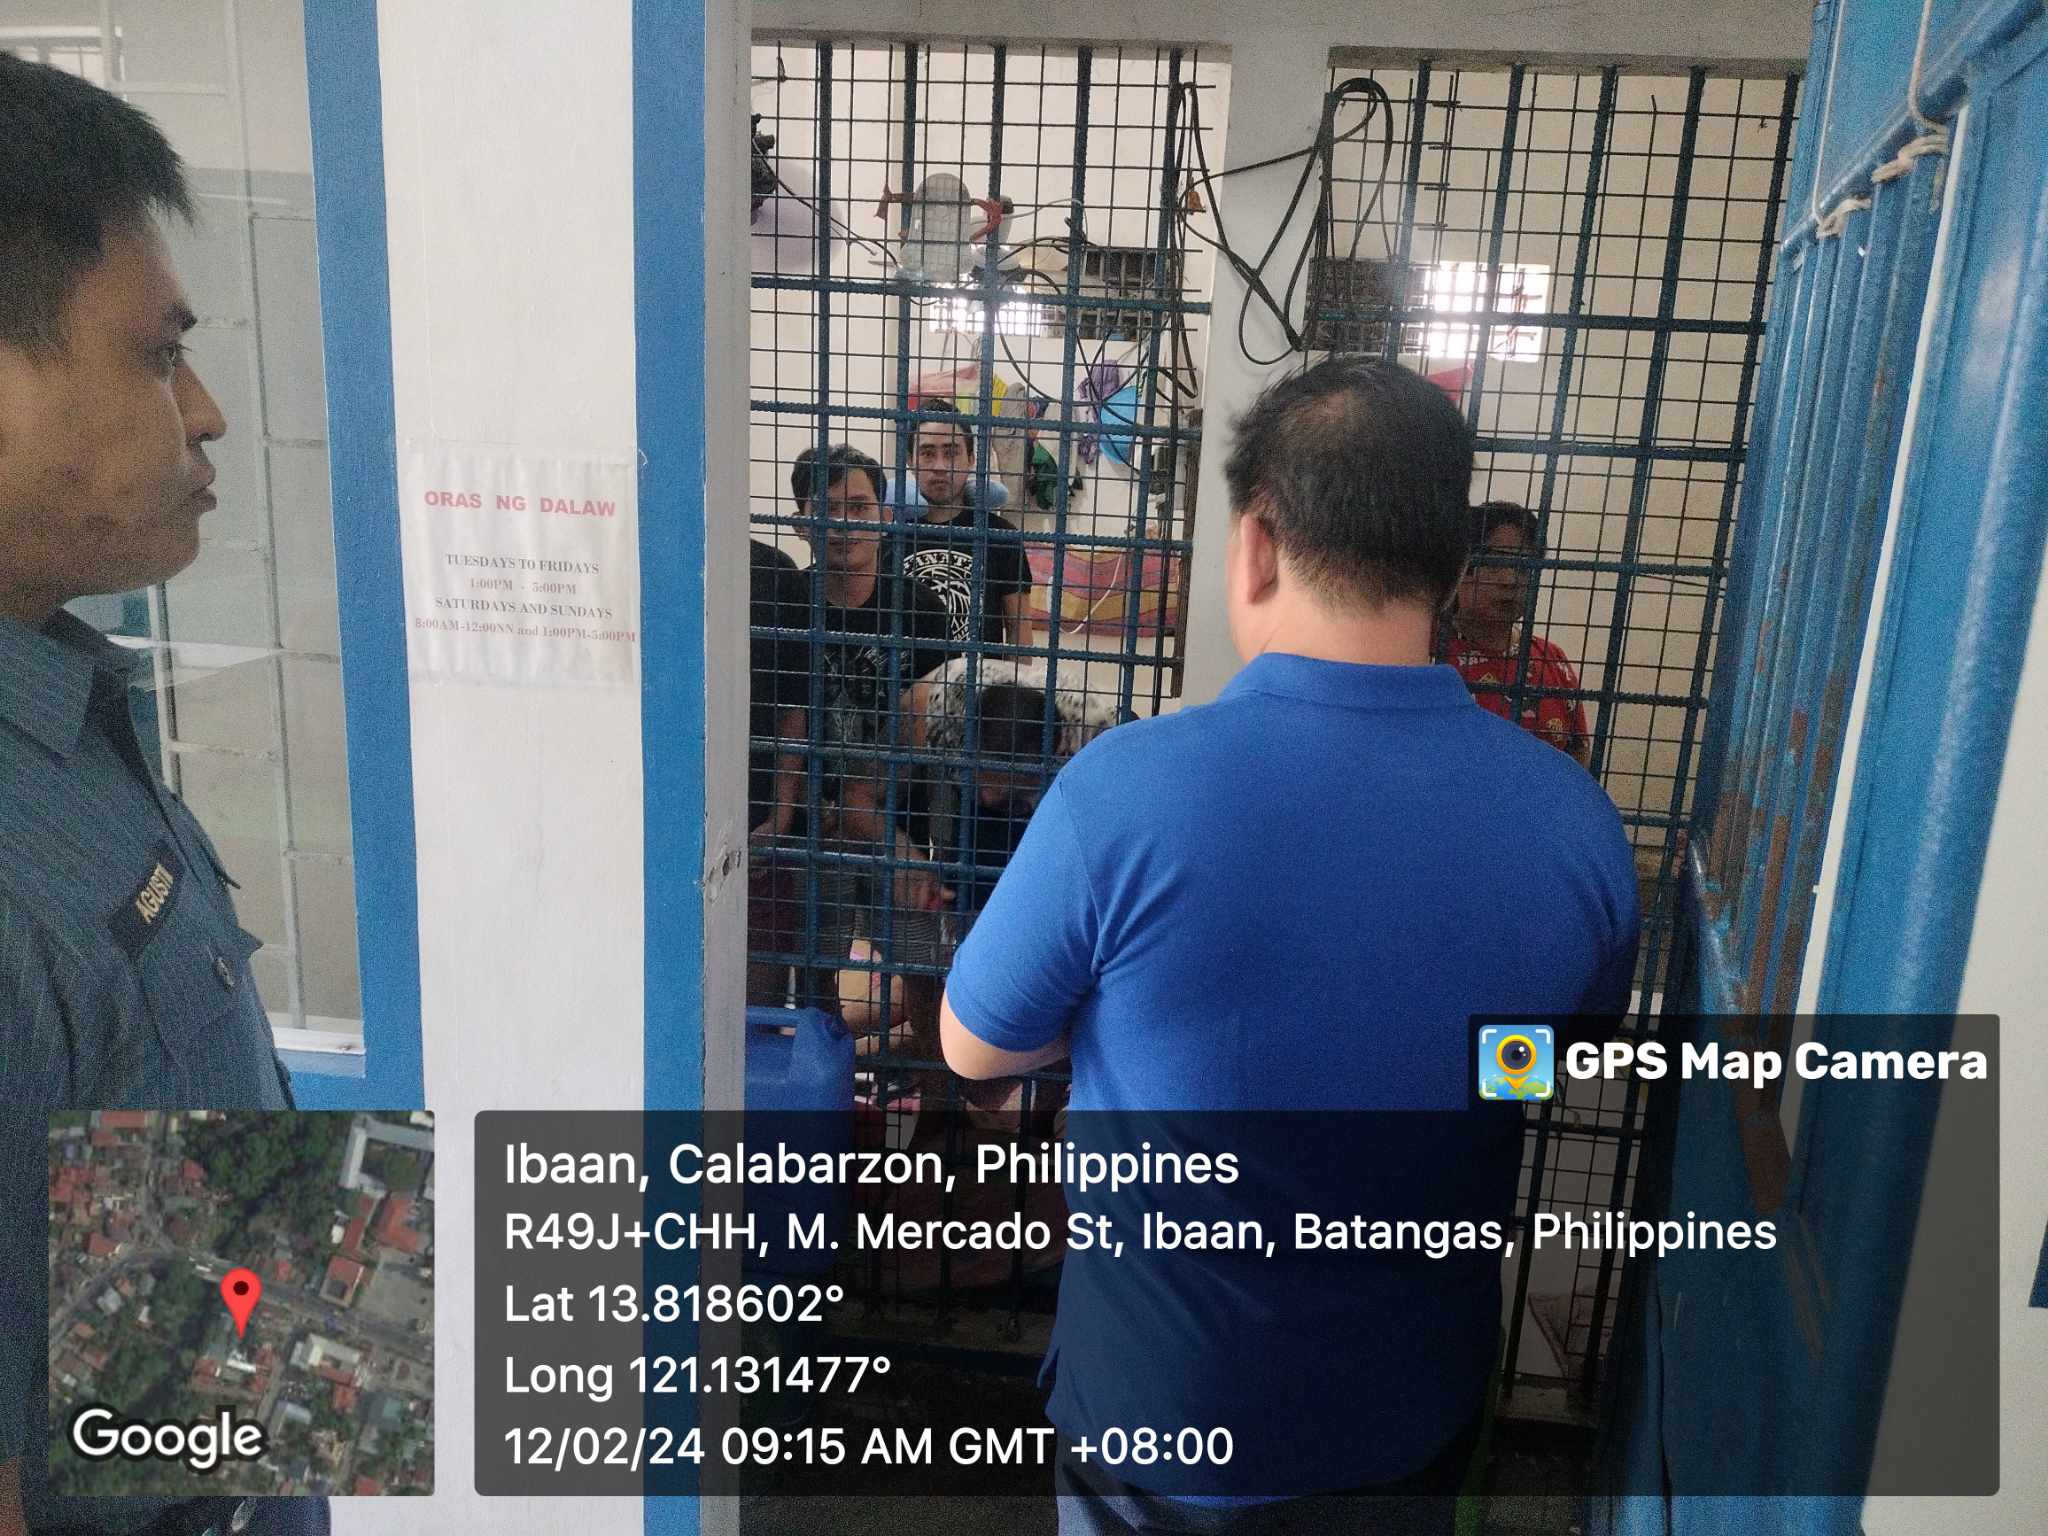 ORAS NG DALAW
TUESDAYS TO FRIDAYS
1:00PM - 5:00PM
SATURDAYS AND SUNDAYS
8:00AM-12:00NN and 1:00PM-5:00PM
GPS Map Camera
Ibaan, Calabarzon, Philippines
R49J+CHH, M. Mercado St, Ibaan, Batangas, Philippines
Lat 13.818602°
Long 121.131477°
12/02/24 09:15 AM GMT +08:00
Google